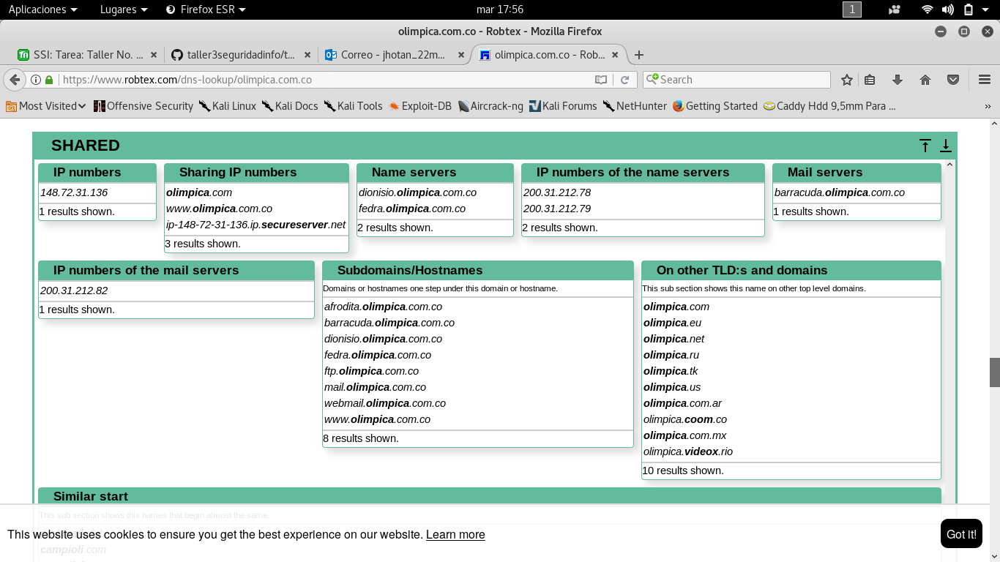 Aplicaciones Lugares Firefox ESR mar 17:56 1
olimpica.com.co - Robtex - Mozilla Firefox
SSI: Tarea: Taller No. ... taller3seguridadinfo/t... Correo - jhotan_22m... olimpica.com.co - Rob...
https://www.robtex.com/dns-lookup/olimpica.com.co Search
Most Visited Offensive Security Kali Linux Kali Docs Kali Tools Exploit-DB Aircrack-ng Kali Forums NetHunter Getting Started Caddy Hdd 9,5mm Para ... »
SHARED
IP numbers
148.72.31.136
1 results shown.
Sharing IP numbers
olimpica.com
www.olimpica.com.co
ip-148-72-31-136.ip.secureserver.net
3 results shown.
Name servers
dionisio.olimpica.com.co
fedra.olimpica.com.co
2 results shown.
IP numbers of the name servers
200.31.212.78
200.31.212.79
2 results shown.
Mail servers
barracuda.olimpica.com.co
1 results shown.
IP numbers of the mail servers
200.31.212.82
1 results shown.
Subdomains/Hostnames
Domains or hostnames one step under this domain or hostname.
afrodita.olimpica.com.co
barracuda.olimpica.com.co
dionisio.olimpica.com.co
fedra.olimpica.com.co
ftp.olimpica.com.co
mail.olimpica.com.co
webmail.olimpica.com.co
www.olimpica.com.co
8 results shown.
On other TLD:s and domains
This sub section shows this name on other top level domains.
olimpica.com
olimpica.eu
olimpica.net
olimpica.ru
olimpica.tk
olimpica.us
olimpica.com.ar
olimpica.coom.co
olimpica.com.mx
olimpica.videox.rio
10 results shown.
Similar start
This sub section shows this names that begin almost the same.
This website uses cookies to ensure you get the best experience on our website. Learn more
Got it!
campioli.com